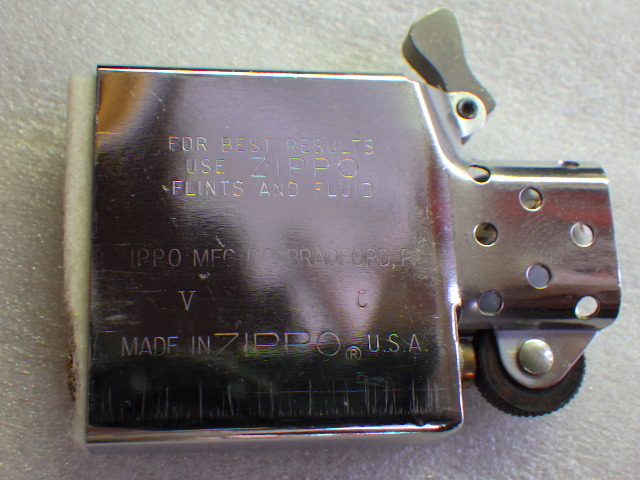 FOR BEST RESULTS
USE ZIPPO
FLINTS AND FLUID
ZIPPO MFG. CO. BRADFORD, PA
V C
MADE IN ZIPPO ® U.S.A.